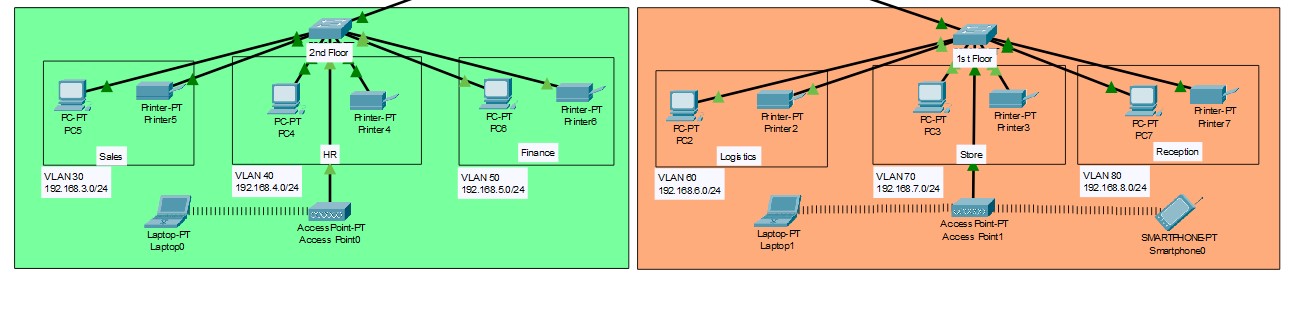 2nd Floor
PC-PT
PC5
Printer-PT
Printer5
PC-PT
PC4
Printer-PT
Printer4
PC-PT
PC6
Printer-PT
Printer6
Sales
HR
Finance
VLAN 30
192.168.3.0/24
VLAN 40
192.168.4.0/24
VLAN 50
192.168.5.0/24
Laptop-PT
Laptop0
AccessPoint-PT
Access Point0
1st Floor
PC-PT
PC2
Printer-PT
Printer2
PC-PT
PC3
Printer-PT
Printer3
PC-PT
PC7
Printer-PT
Printer7
Logistics
Store
Reception
VLAN 60
192.168.6.0/24
VLAN 70
192.168.7.0/24
VLAN 80
192.168.8.0/24
Laptop-PT
Laptop1
AccessPoint-PT
Access Point1
SMARTPHONE-PT
Smartphone0